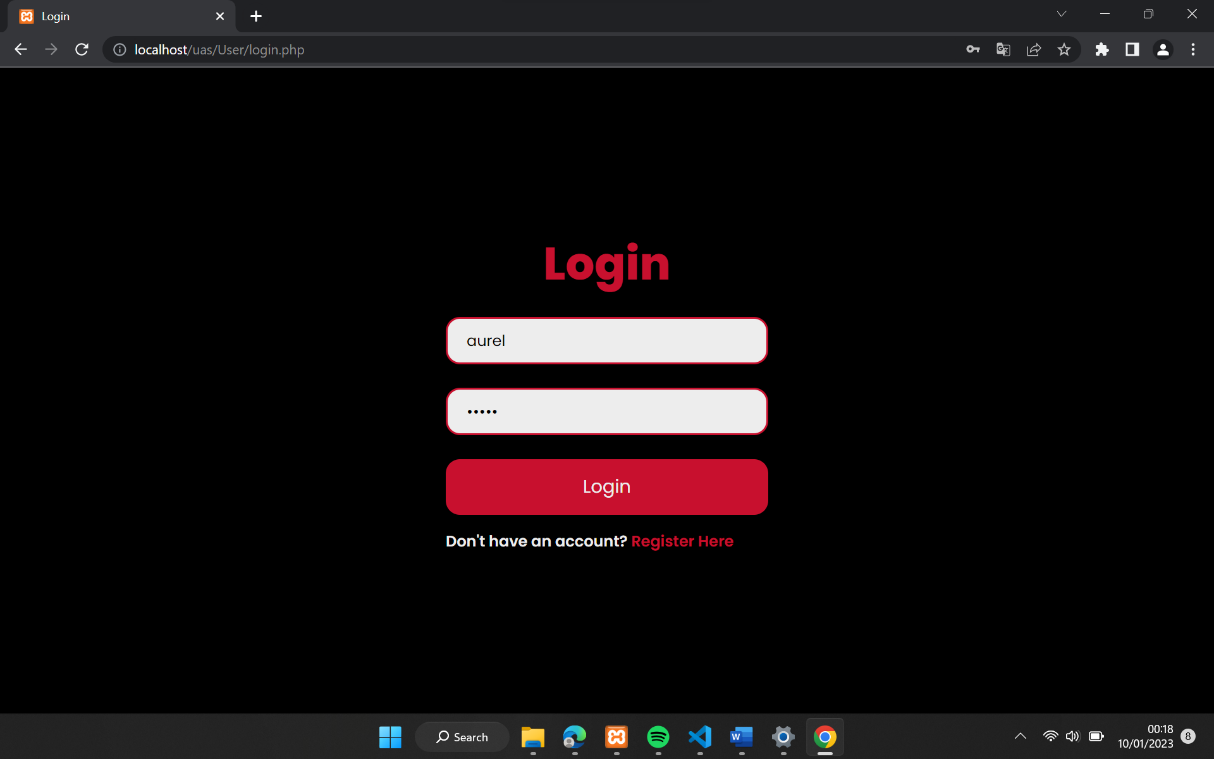 Login
localhost/uas/User/login.php
Login
aurel
•••••
Login
Don't have an account? Register Here
Search
W
00:18
10/01/2023
8